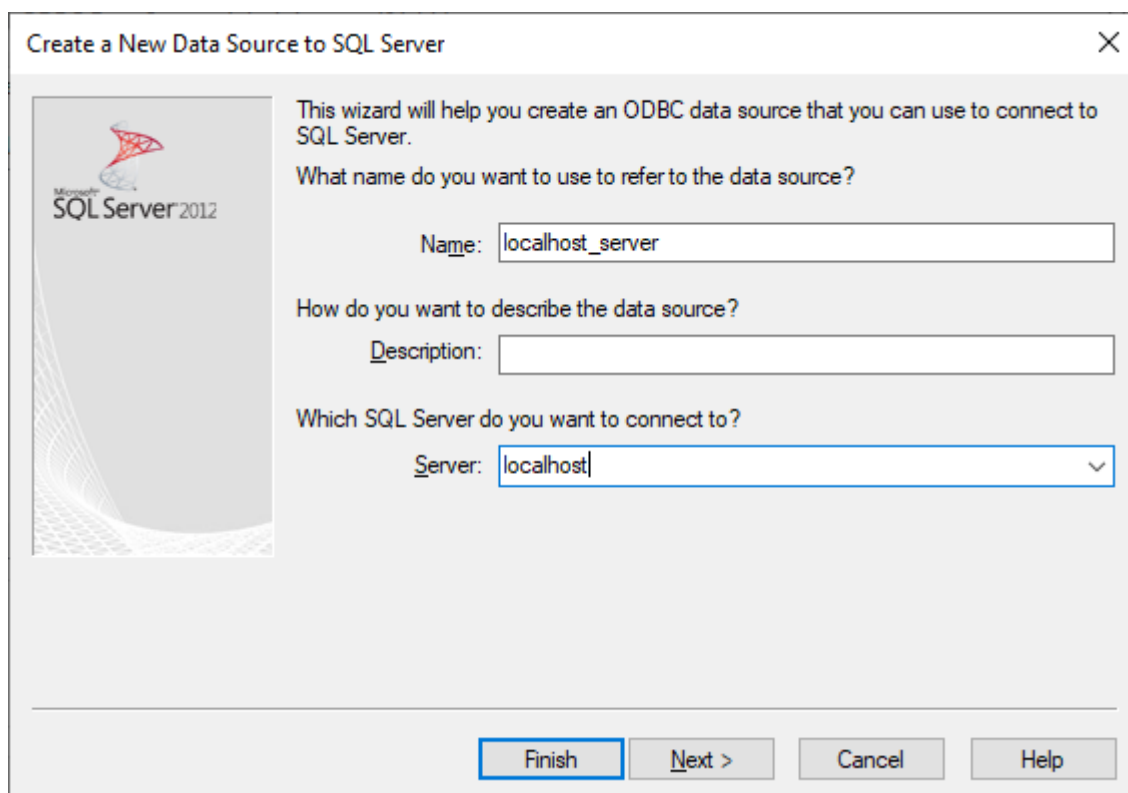 Create a New Data Source to SQL Server
Microsoft
SQL Server 2012
This wizard will help you create an ODBC data source that you can use to connect to
SQL Server.
What name do you want to use to refer to the data source?
Name: localhost_server
How do you want to describe the data source?
Description:
Which SQL Server do you want to connect to?
Server: localhost
Finish Next > Cancel Help